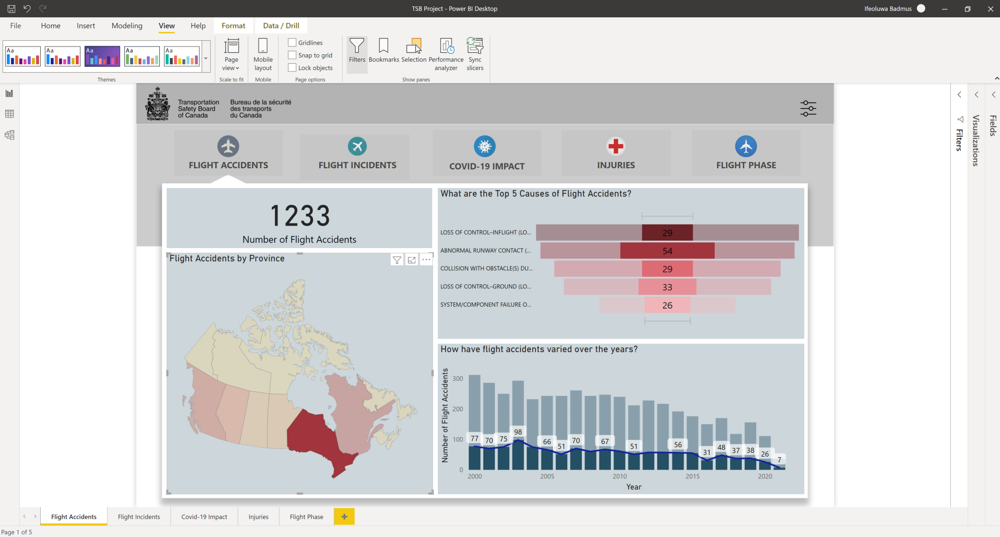 TSB Project - Power BI Desktop
Ifeoluwa Badmus
File Home Insert Modeling View Help Format Data / Drill
Aa Aa Aa Aa Aa
Themes
Page view
Scale to fit
Mobile layout
Mobile
Gridlines
Snap to grid
Lock objects
Page options
Filters
Bookmarks
Selection
Performance analyzer
Sync slicers
Show panes
Transportation
Safety Board
of Canada
Bureau de la sécurité
des transports
du Canada
FLIGHT ACCIDENTS
FLIGHT INCIDENTS
COVID-19 IMPACT
INJURIES
FLIGHT PHASE
Filters
Visualizations
Fields
1233
Number of Flight Accidents
Flight Accidents by Province
What are the Top 5 Causes of Flight Accidents?
LOSS OF CONTROL–INFLIGHT (LO... 29
ABNORMAL RUNWAY CONTACT (... 54
COLLISION WITH OBSTACLE(S) DU... 29
LOSS OF CONTROL–GROUND (LO... 33
SYSTEM/COMPONENT FAILURE O... 26
How have flight accidents varied over the years?
Number of Flight Accidents
300
200
100
0
77 70 75 98 66 51 70 67 51 56 31 48 37 38 26 7
2000 2005 2010 2015 2020
Year
Flight Accidents Flight Incidents Covid-19 Impact Injuries Flight Phase +
Page 1 of 5